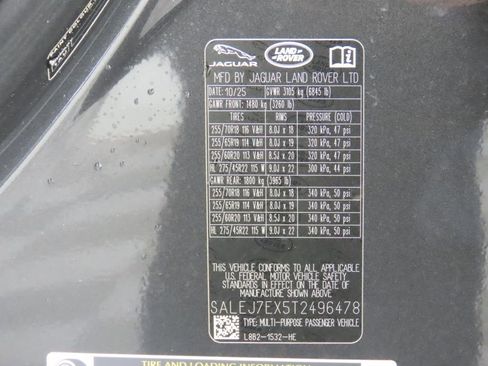 JAGUAR LAND ROVER
MFD BY JAGUAR LAND ROVER LTD
DATE: 10/25 GVWR 3105 kg (6845 lb)
GAWR FRONT: 1480 kg (3260 lb)
TIRES RIMS PRESSURE (COLD)
255/70R18 116 V&H 8.0J x 18 320 kPa, 47 psi
255/65R19 114 V&H 8.0J x 19 320 kPa, 47 psi
255/60R20 113 V&H 8.5J x 20 320 kPa, 47 psi
HL 275/45R22 115 W 9.0J x 22 300 kPa, 44 psi
GAWR REAR: 1800 kg (3965 lb)
255/70R18 116 V&H 8.0J x 18 340 kPa, 50 psi
255/65R19 114 V&H 8.0J x 19 340 kPa, 50 psi
255/60R20 113 V&H 8.5J x 20 340 kPa, 50 psi
HL 275/45R22 115 W 9.0J x 22 340 kPa, 50 psi
THIS VEHICLE CONFORMS TO ALL APPLICABLE
U.S. FEDERAL MOTOR VEHICLE SAFETY
STANDARDS IN EFFECT ON THE DATE OF
MANUFACTURE SHOWN ABOVE.
SALEJ7EX5T2496478
TYPE: MULTI-PURPOSE PASSENGER VEHICLE
L8B2-1532-HE
TIRE AND LOADING INFORMATION